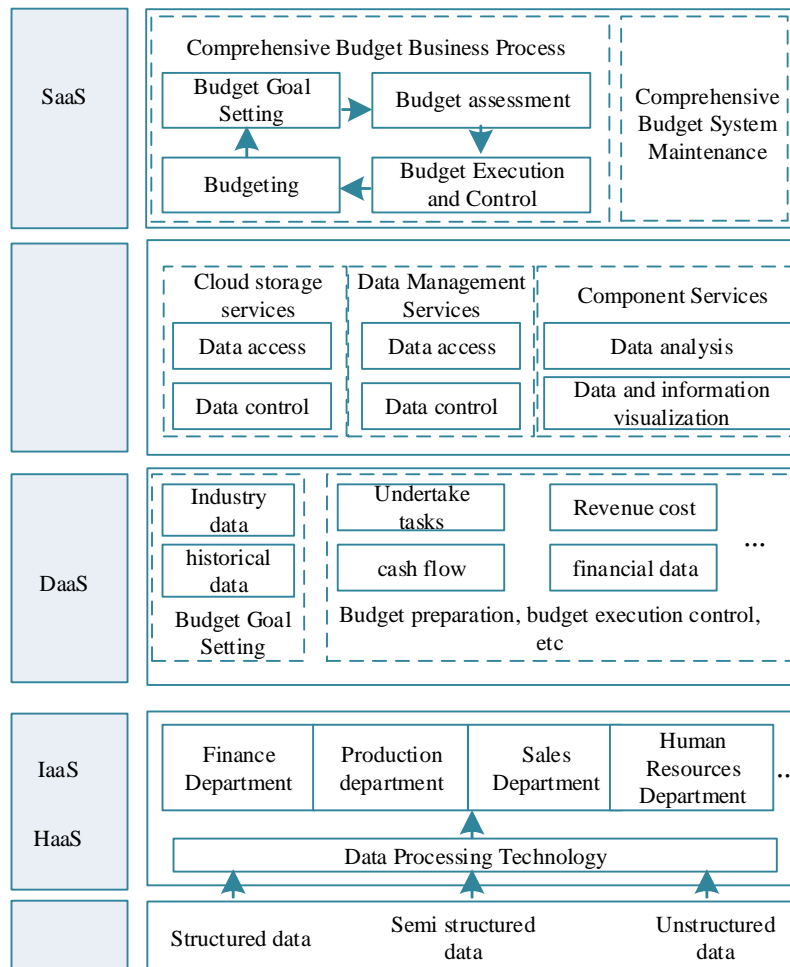 SaaS
Comprehensive Budget Business Process
Budget Goal
Setting
Budget assessment
Budgeting
Budget Execution
and Control
Comprehensive
Budget System
Maintenance
Cloud storage
services
Data access
Data control
Data Management
Services
Data access
Data control
Component Services
Data analysis
Data and information
visualization
DaaS
Industry
data
historical
data
Budget Goal
Setting
Undertake
tasks
Revenue cost
cash flow
financial data
...
Budget preparation, budget execution control,
etc
IaaS
HaaS
Finance
Department
Production
department
Sales
Department
Human
Resources
Department
...
Data Processing Technology
Structured data
Semi structured
data
Unstructured
data